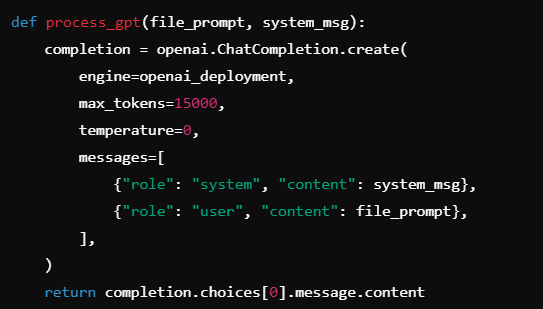 def process_gpt(file_prompt, system_msg):
    completion = openai.ChatCompletion.create(
        engine=openai_deployment,
        max_tokens=15000,
        temperature=0,
        messages=[
            {"role": "system", "content": system_msg},
            {"role": "user", "content": file_prompt},
        ],
    )
    return completion.choices[0].message.content